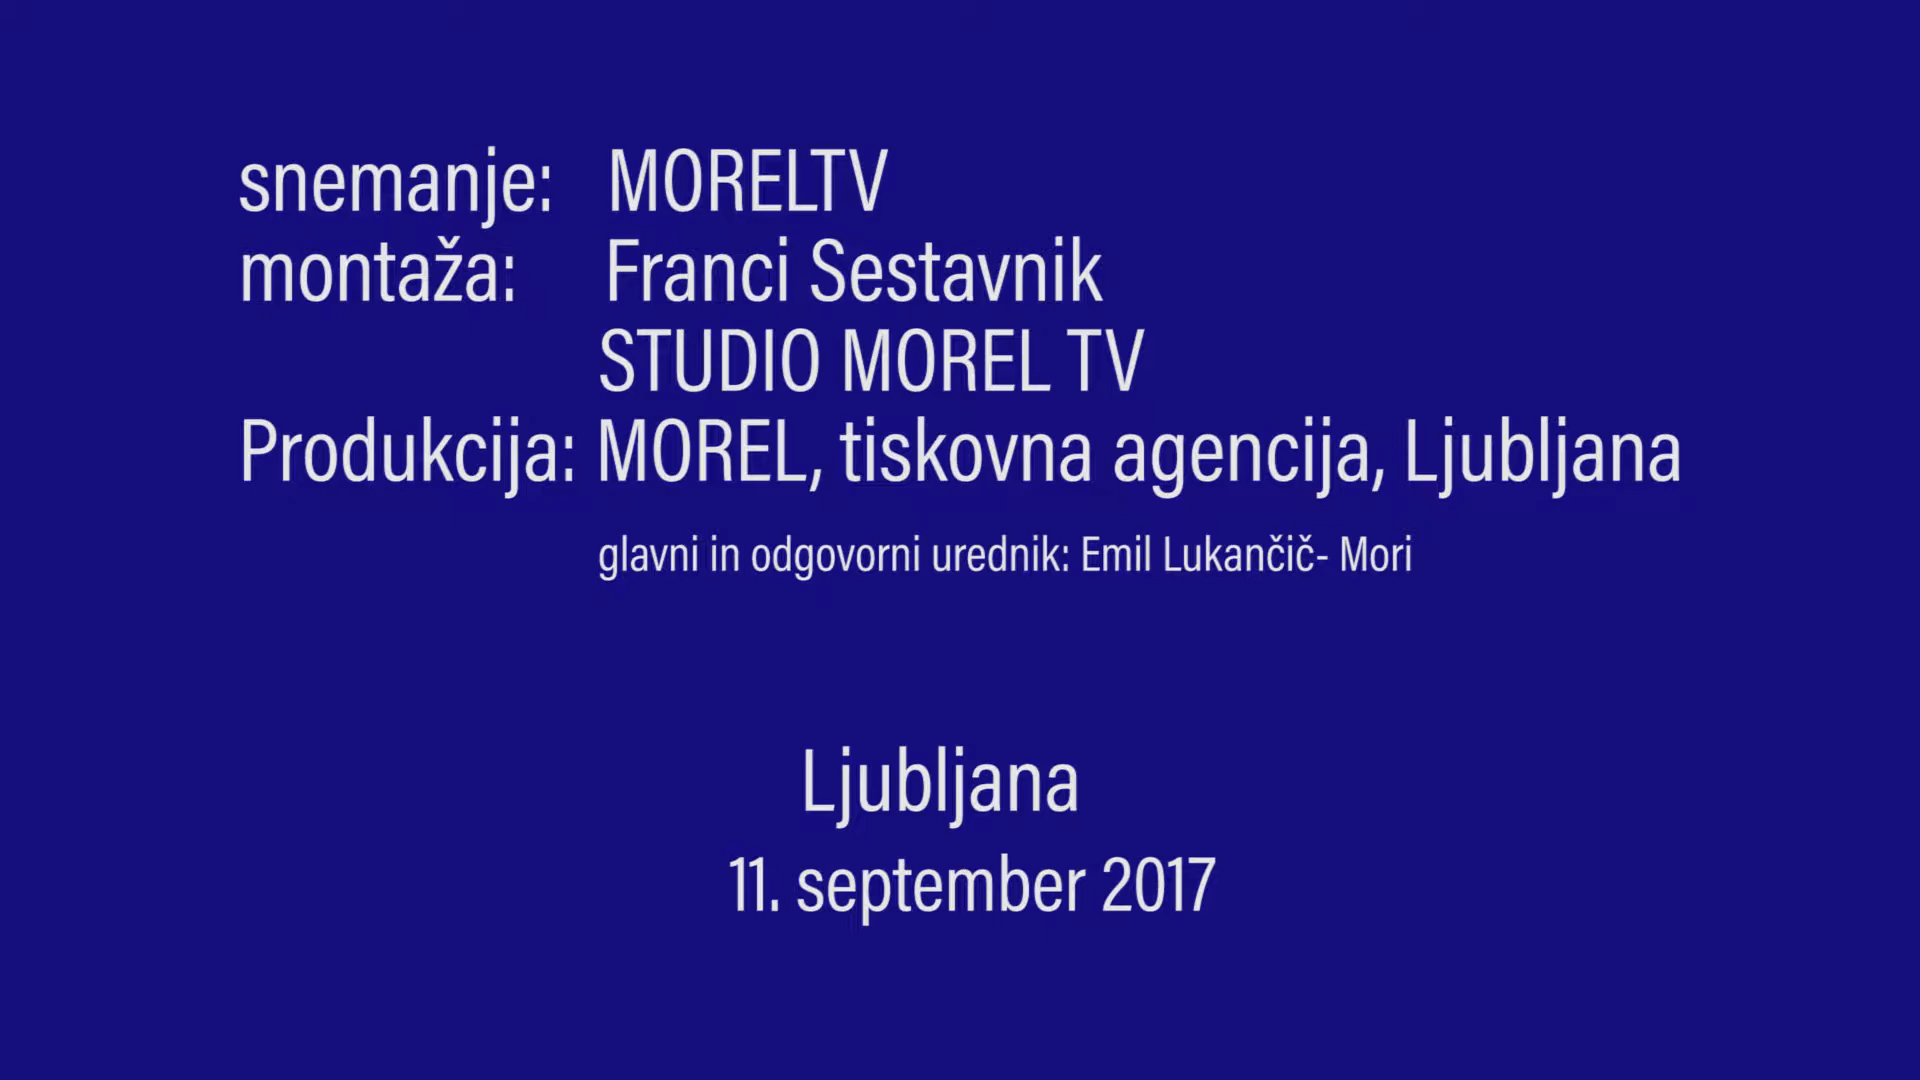 snemanje: MORELTV
montaža: Franci Sestavnik
STUDIO MOREL TV
Produkcija: MOREL, tiskovna agencija, Ljubljana
glavni in odgovorni urednik: Emil Lukančič- Mori
Ljubljana
11. september 2017